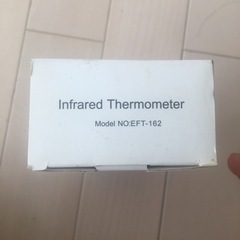 Infrared Thermometer
Model NO:EFT-162